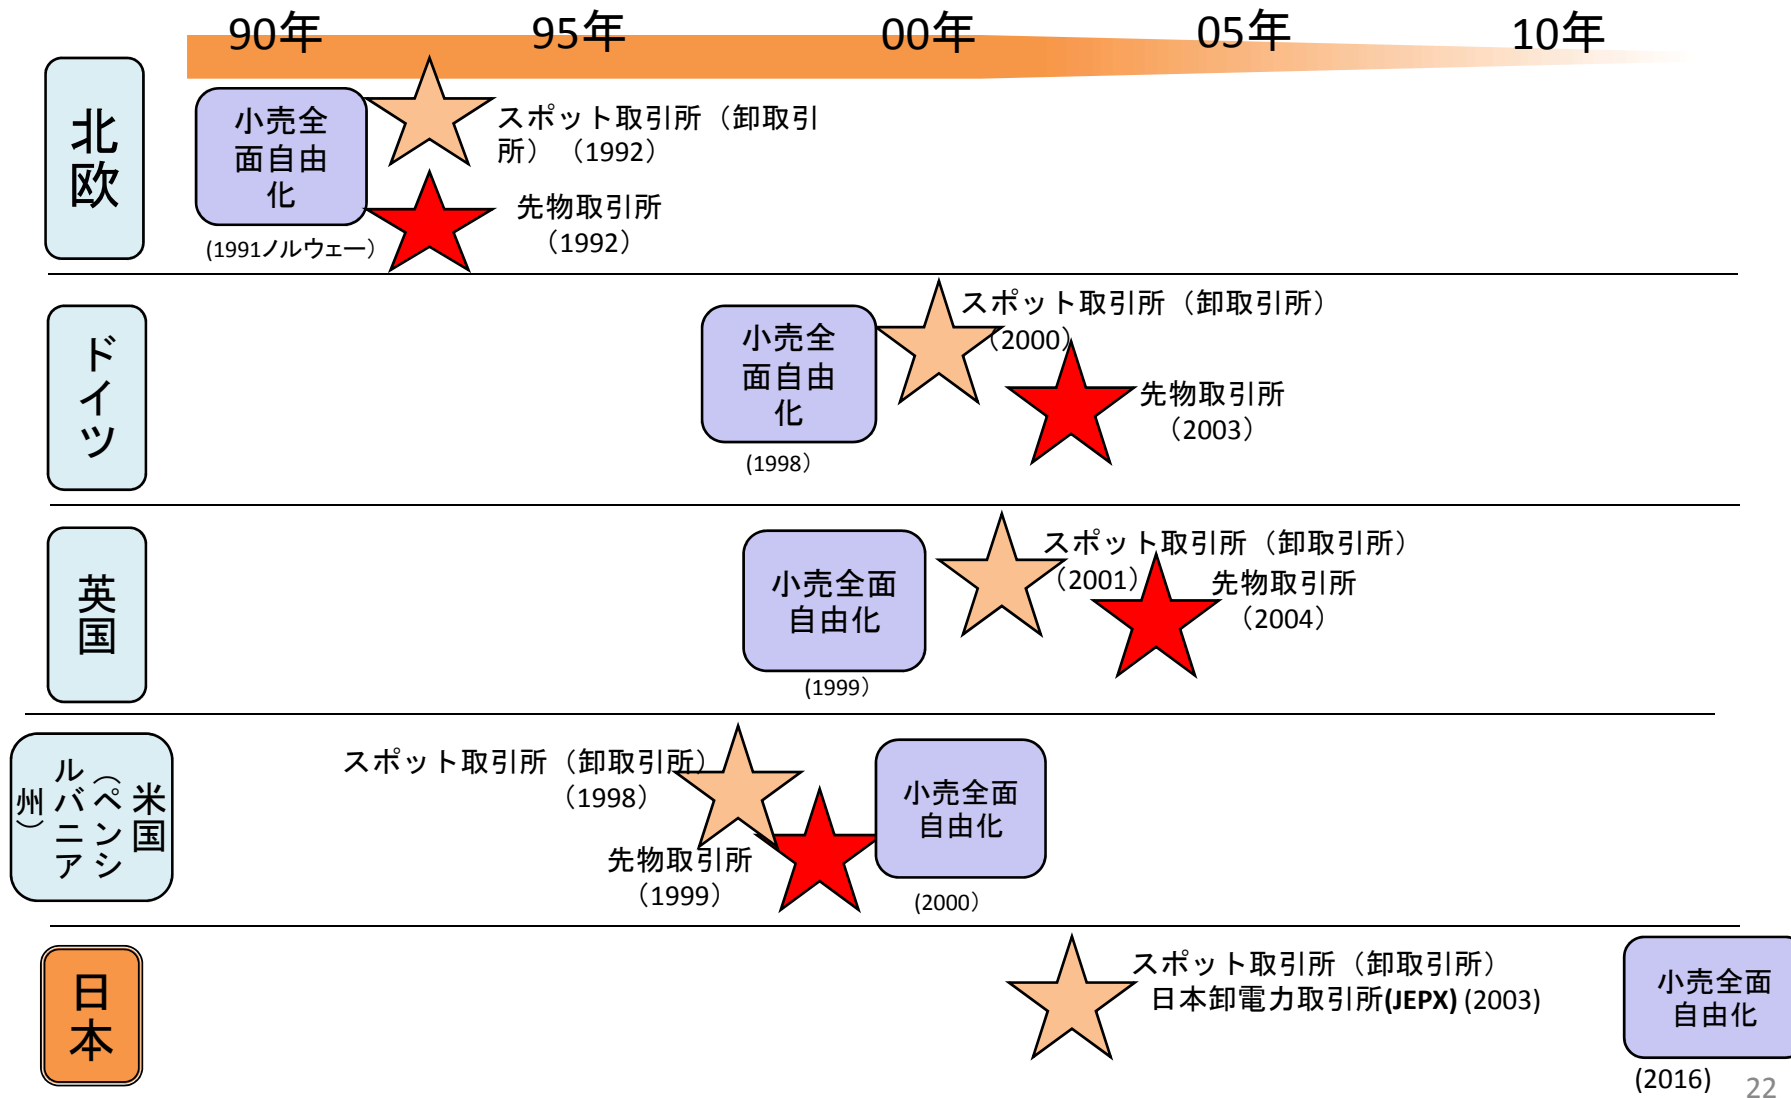 90年 95年 00年 05年 10年
北欧
小売全
面自由
化
(1991ノルウェー）
スポット取引所（卸取引
所）（1992）
先物取引所
（1992）
ドイツ
小売全
面自由
化
(1998）
スポット取引所（卸取引所）
（2000）
先物取引所
（2003）
英国
小売全面
自由化
(1999）
スポット取引所（卸取引所）
（2001）
先物取引所
（2004）
米国
（ペンシ
ルバニア
州）
スポット取引所（卸取引所）
（1998）
先物取引所
（1999）
小売全面
自由化
(2000）
日本
スポット取引所（卸取引所）
日本卸電力取引所(JEPX) (2003)
小売全面
自由化
(2016)
22